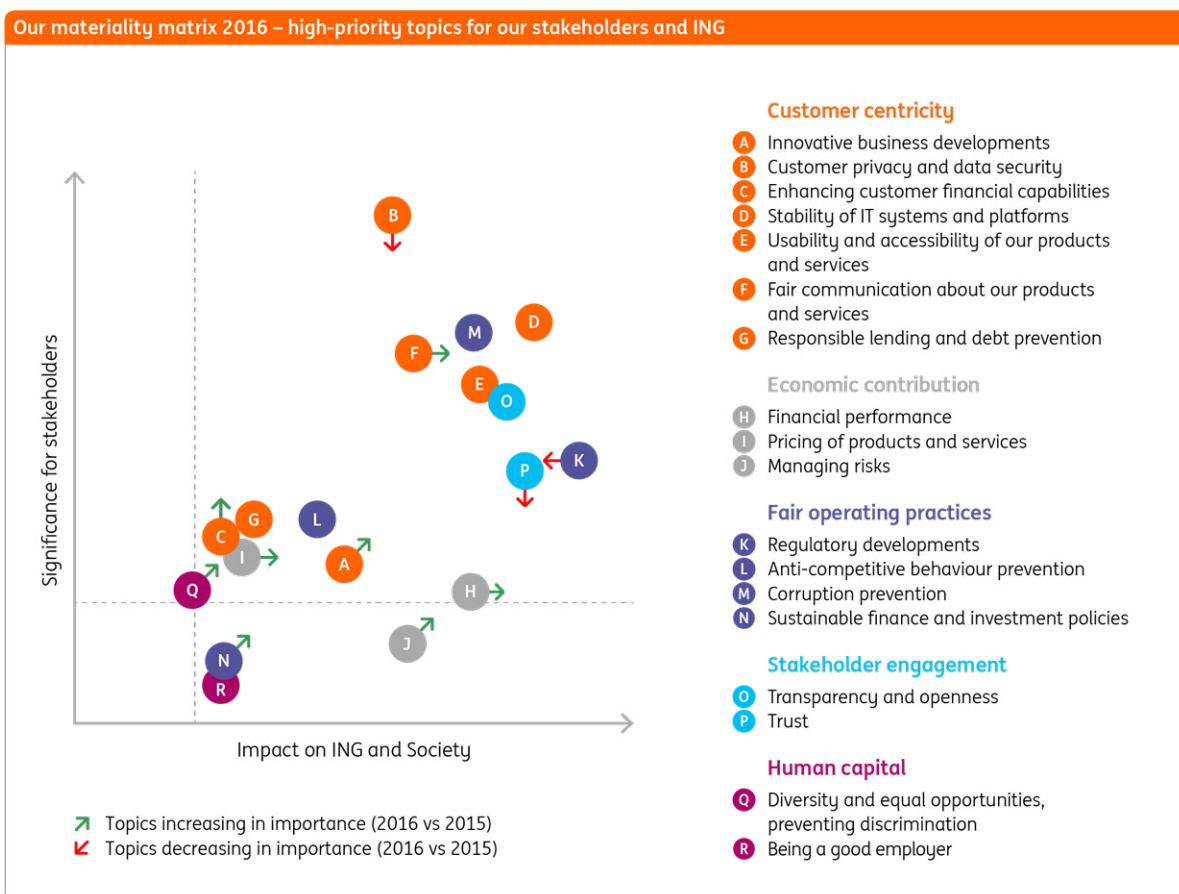 Our materiality matrix 2016 – high-priority topics for our stakeholders and ING
Significance for stakeholders
B
D
M
F
E
O
K
P
G
L
C
I
A
Q
H
J
N
R
Impact on ING and Society
Topics increasing in importance (2016 vs 2015)
Topics decreasing in importance (2016 vs 2015)
Customer centricity
A Innovative business developments
B Customer privacy and data security
C Enhancing customer financial capabilities
D Stability of IT systems and platforms
E Usability and accessibility of our products
and services
F Fair communication about our products
and services
G Responsible lending and debt prevention
Economic contribution
H Financial performance
I Pricing of products and services
J Managing risks
Fair operating practices
K Regulatory developments
L Anti-competitive behaviour prevention
M Corruption prevention
N Sustainable finance and investment policies
Stakeholder engagement
O Transparency and openness
P Trust
Human capital
Q Diversity and equal opportunities,
preventing discrimination
R Being a good employer